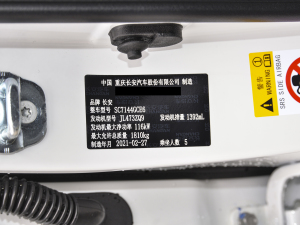 中国 重庆长安汽车股份有限公司 制造
品牌 长安
整车型号 SC7144GCH6
发动机型号 JL473ZQ9 发动机排量 1392mL
发动机最大净功率 116kW
最大允许总质量 1810kg
制造年月 2021-02-27 乘坐人数 5
警告
SRS SIDE AIRBAG